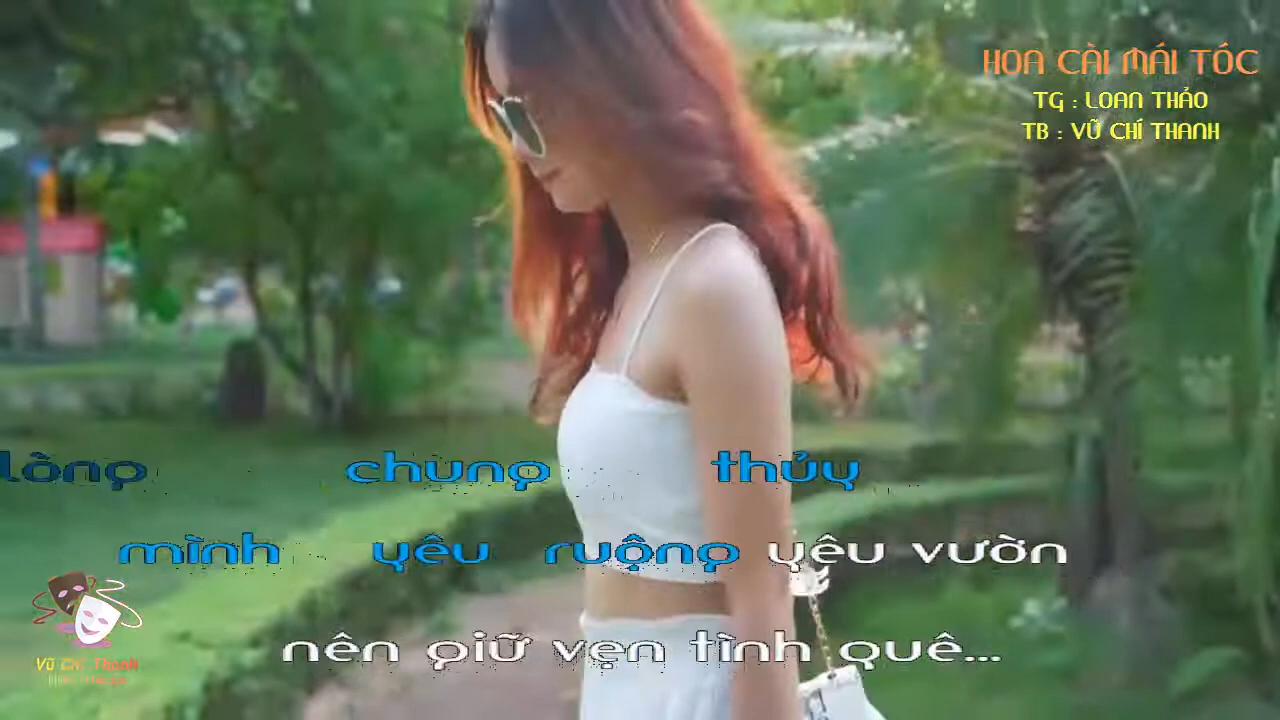 HOA CÀI MÁI TÓC
TG : LOAN THẢO
TB : VŨ CHÍ THANH
lòng chung thủy
mình yêu ruộng yêu vườn
nên giữ vẹn tình quê...
Vũ Chí Thanh